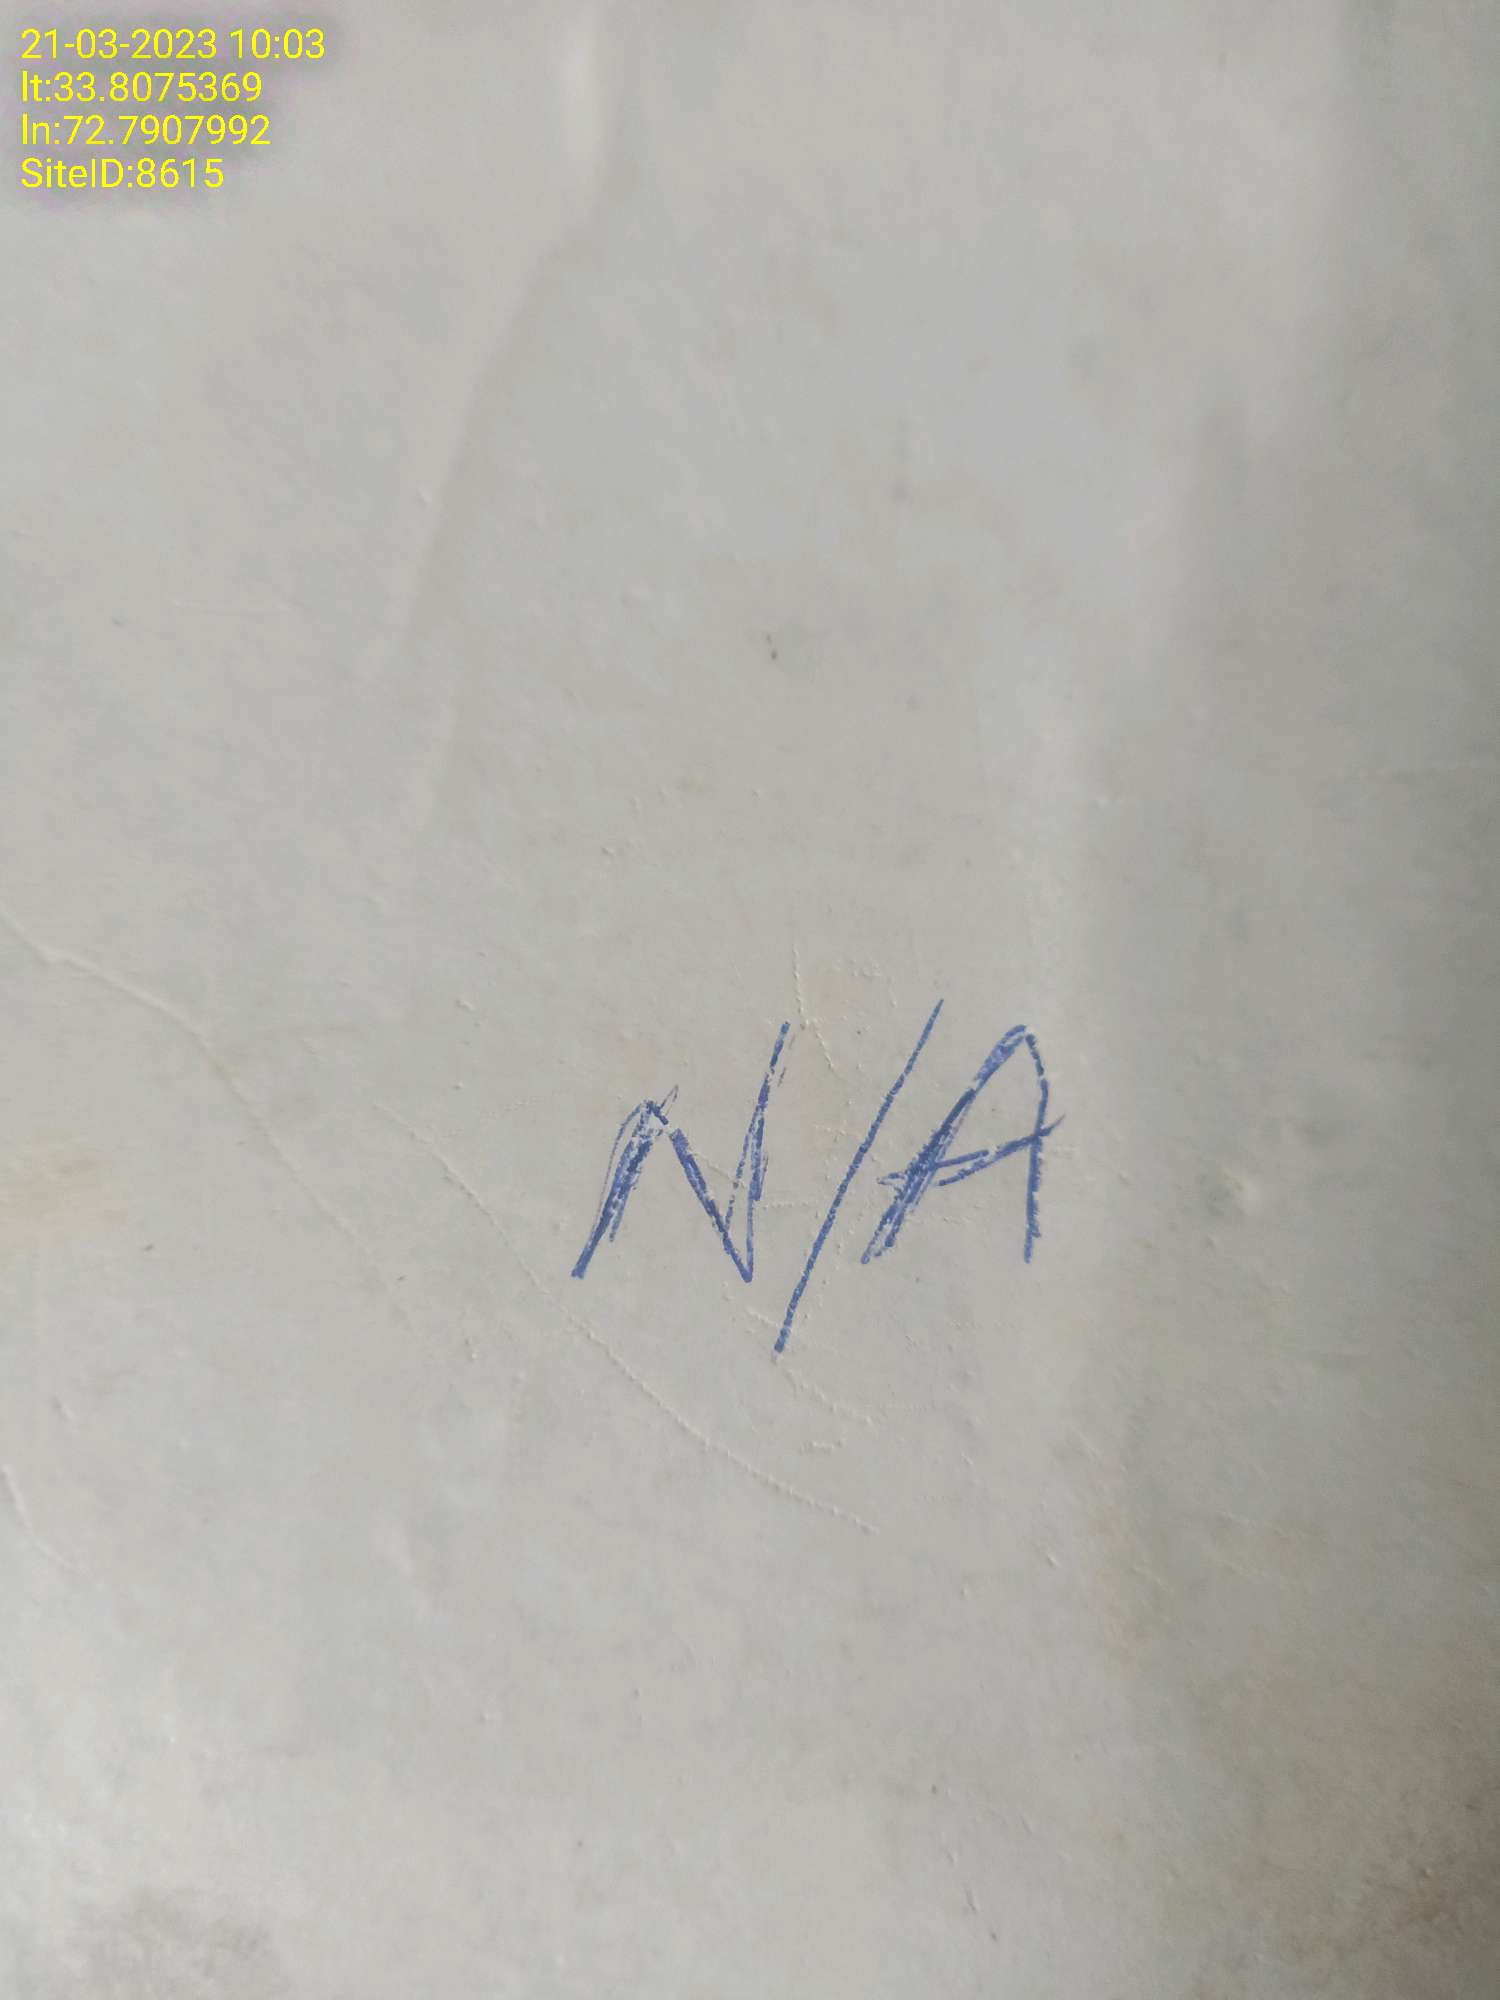 21-03-2023 10:03
lt:33.8075369
ln:72.7907992
SiteID:8615
N/A